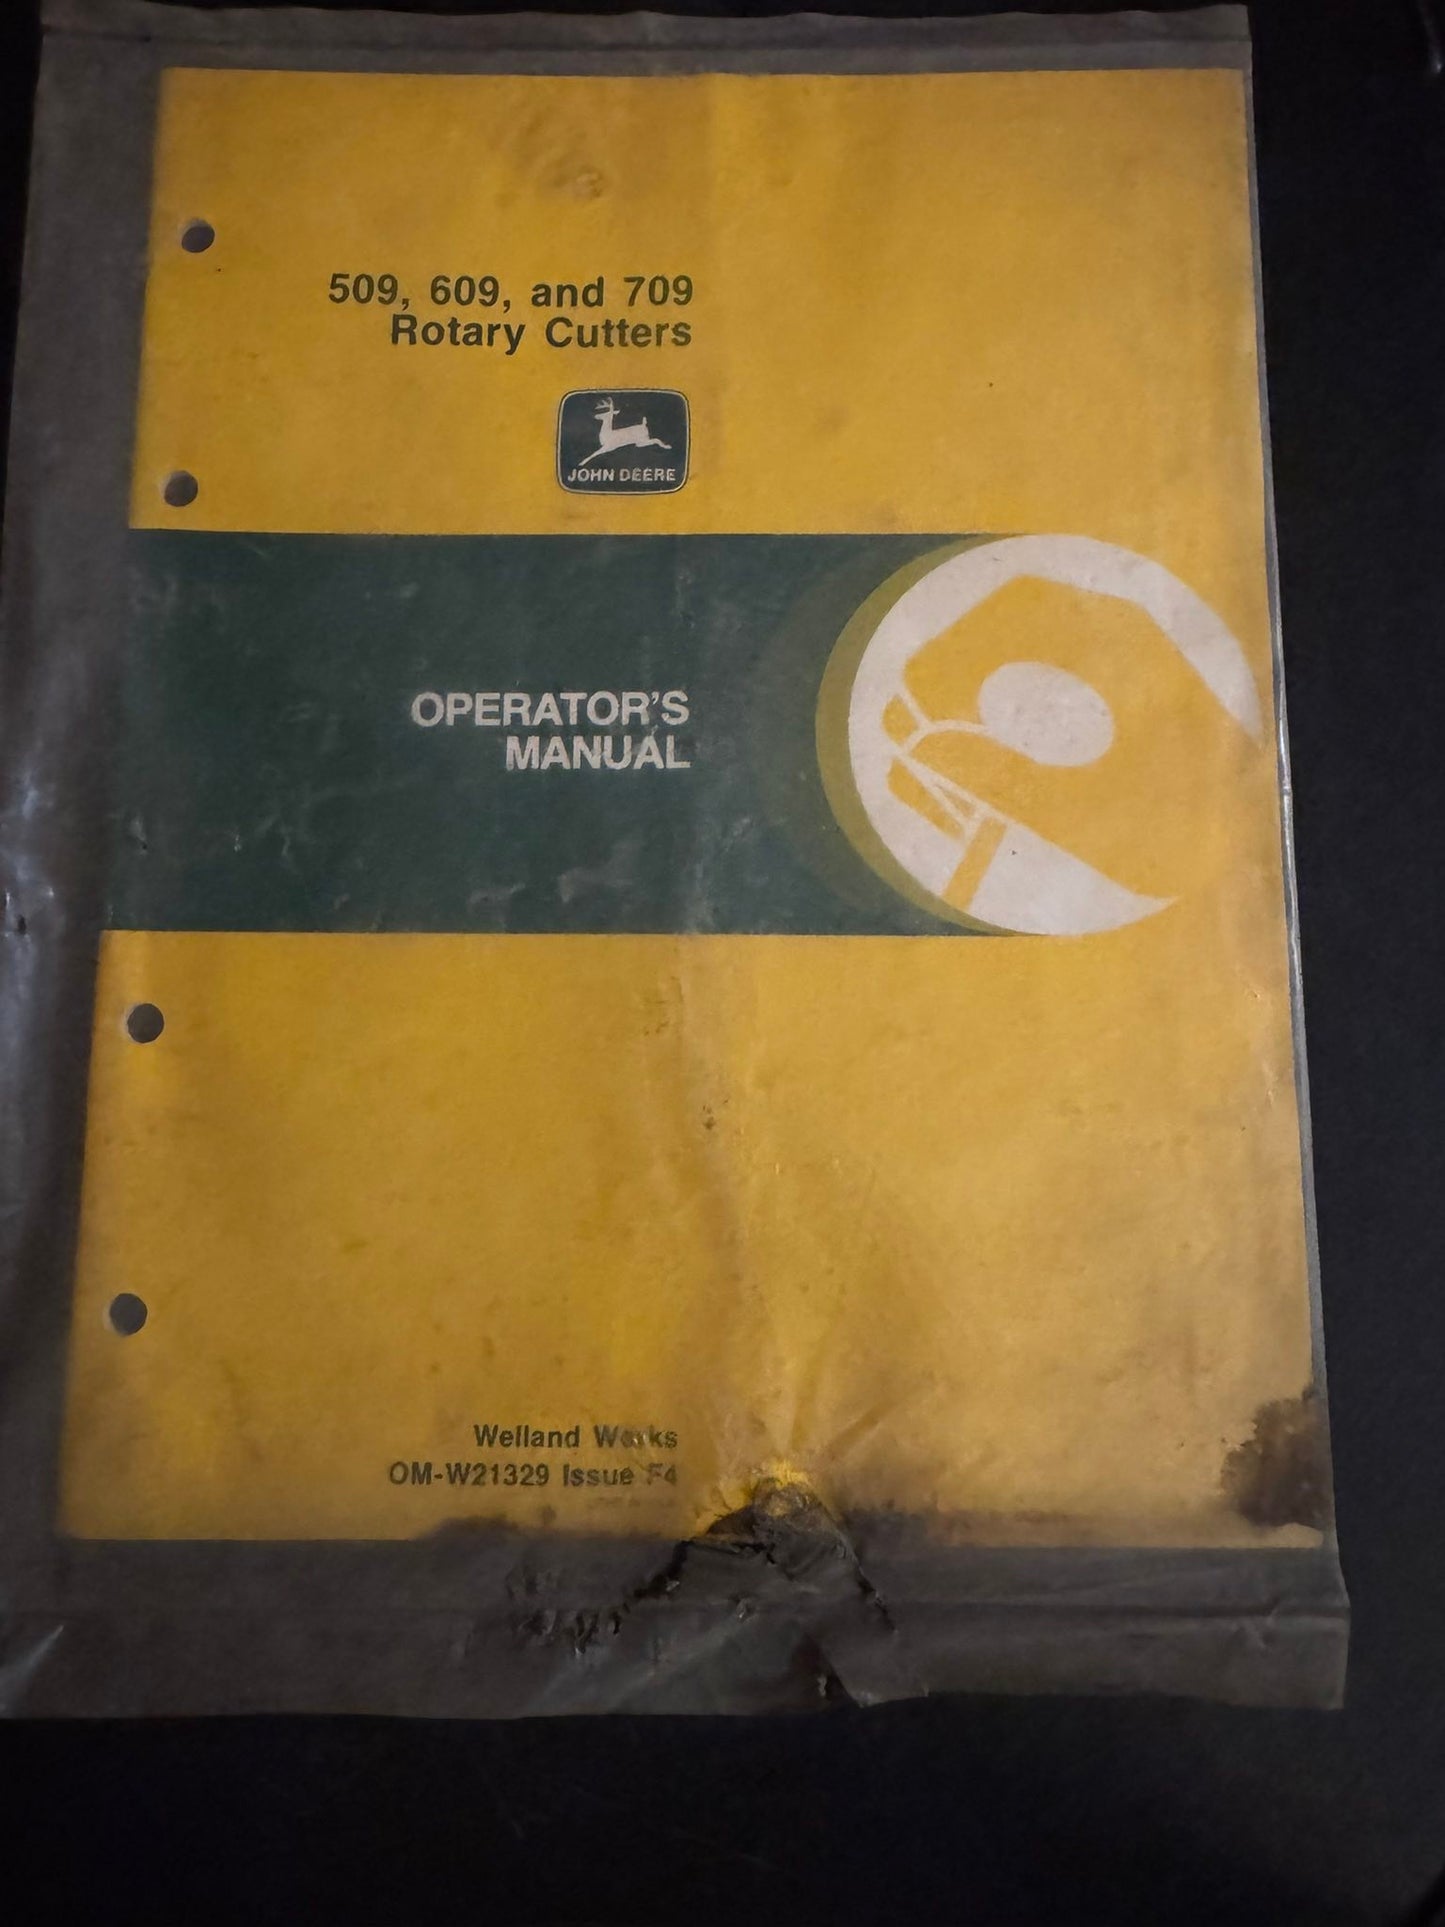 509, 609, and 709
Rotary Cutters
JOHN DEERE
OPERATOR'S
MANUAL
Welland Works
OM-W21329 Issue F4